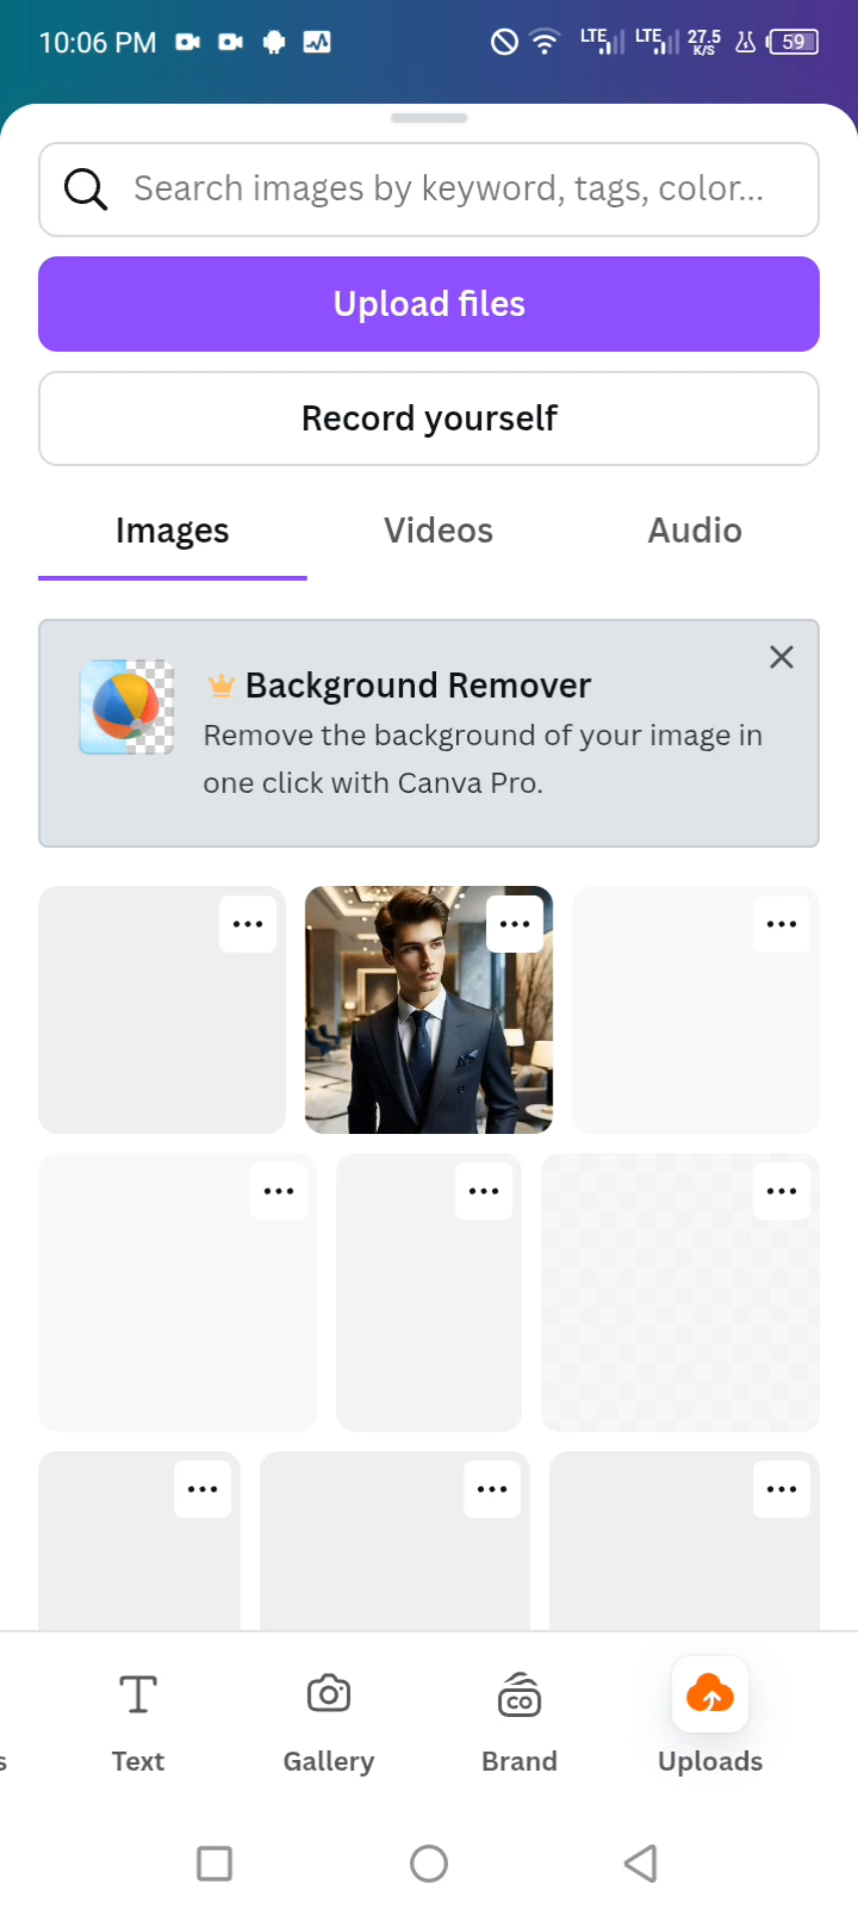 10:06 PM LTE LTE 27.5 K/S 59
Search images by keyword, tags, color...
Upload files
Record yourself
Images Videos Audio
Background Remover
Remove the background of your image in
one click with Canva Pro.
s Text Gallery CO Brand Uploads